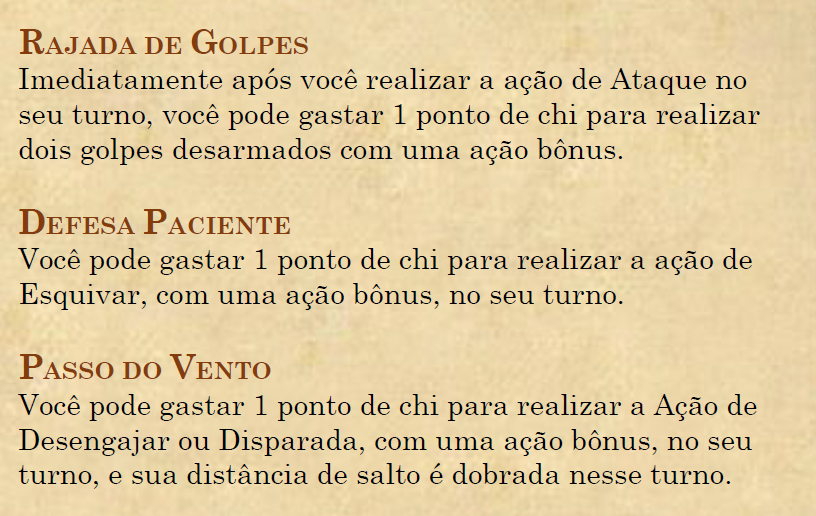 Rajada de Golpes
Imediatamente após você realizar a ação de Ataque no
seu turno, você pode gastar 1 ponto de chi para realizar
dois golpes desarmados com uma ação bônus.
Defesa Paciente
Você pode gastar 1 ponto de chi para realizar a ação de
Esquivar, com uma ação bônus, no seu turno.
Passo do Vento
Você pode gastar 1 ponto de chi para realizar a Ação de
Desengajar ou Disparada, com uma ação bônus, no seu
turno, e sua distância de salto é dobrada nesse turno.